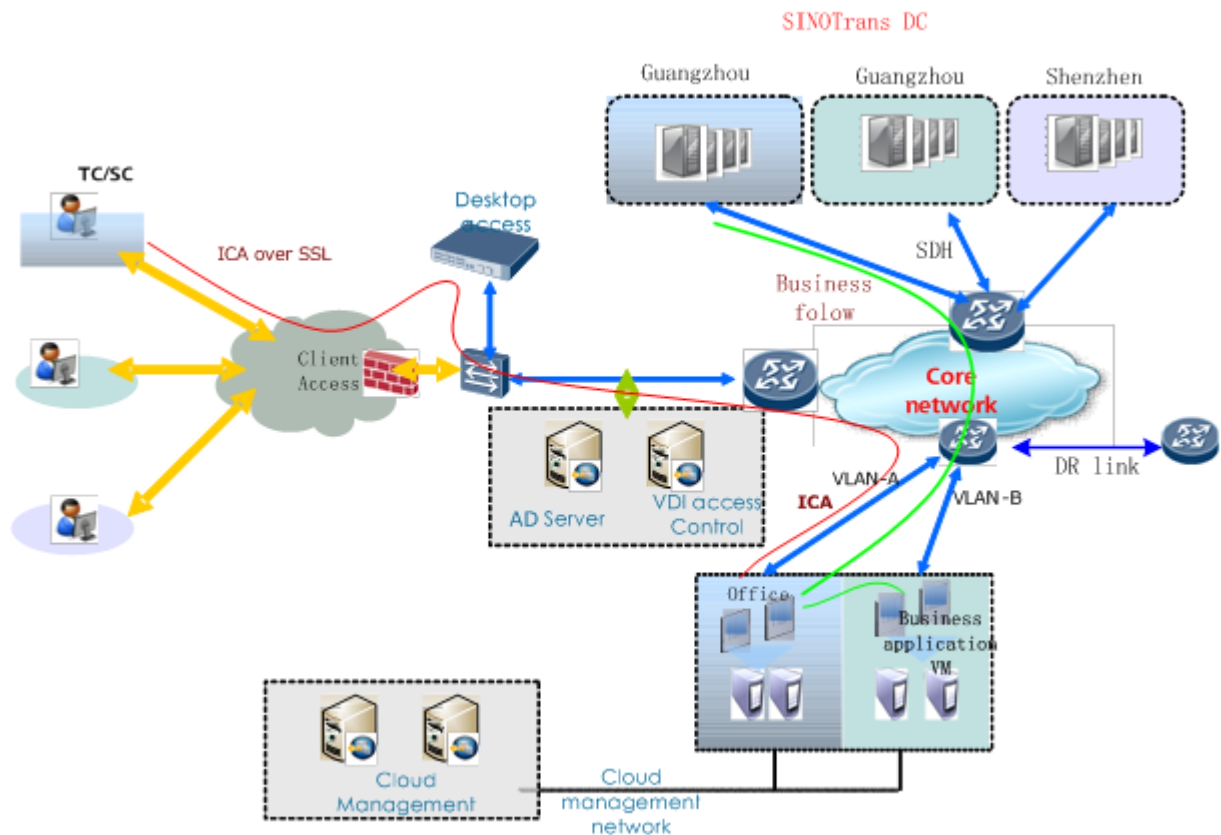 SINOTrans DC
Guangzhou
Guangzhou
Shenzhen
TC/SC
Desktop
access
ICA over SSL
SDH
Business
folow
Client
Access
Core
network
DR link
VLAN-A
VLAN-B
ICA
AD Server
VDI access
Control
Office
Business
application
VM
Cloud
Management
Cloud
management
network